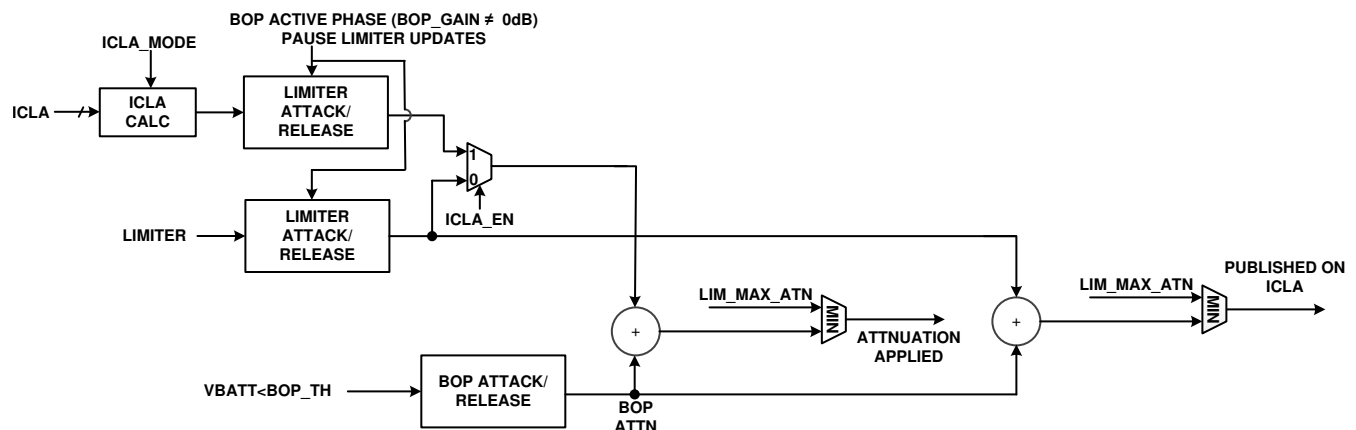 BOP ACTIVE PHASE (BOP_GAIN ≠ 0dB)
PAUSE LIMITER UPDATES
ICLA_MODE
ICLA
ICLA
CALC
LIMITER
ATTACK/
RELEASE
1
0
ICLA_EN
LIMITER
LIMITER
ATTACK/
RELEASE
LIM_MAX_ATN
MIN
+
ATTNUATION
APPLIED
LIM_MAX_ATN
MIN
+
PUBLISHED ON
ICLA
VBATT<BOP_TH
BOP ATTACK/
RELEASE
BOP
ATTN